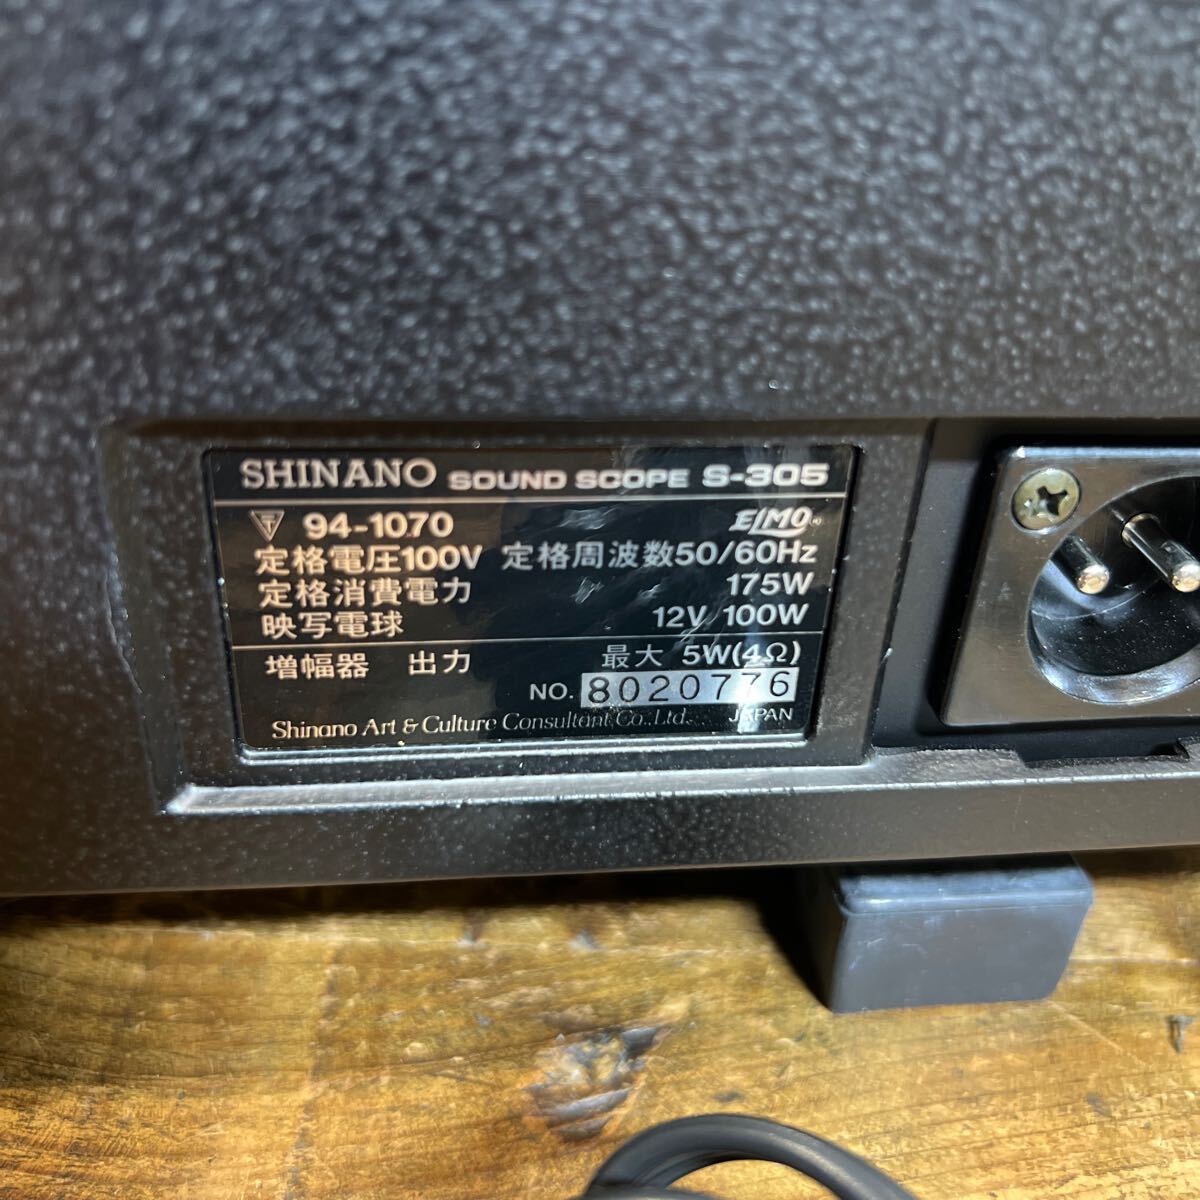 SHINANO SOUND SCOPE S-305
〒 94-1070 ELMO
定格電圧100V 定格周波数50/60Hz
定格消費電力 175W
映写電球 12V 100W
増幅器 出力 最大 5W(4Ω)
NO. 8020776
Shinano Art & Culture Consultant Co., Ltd. JAPAN